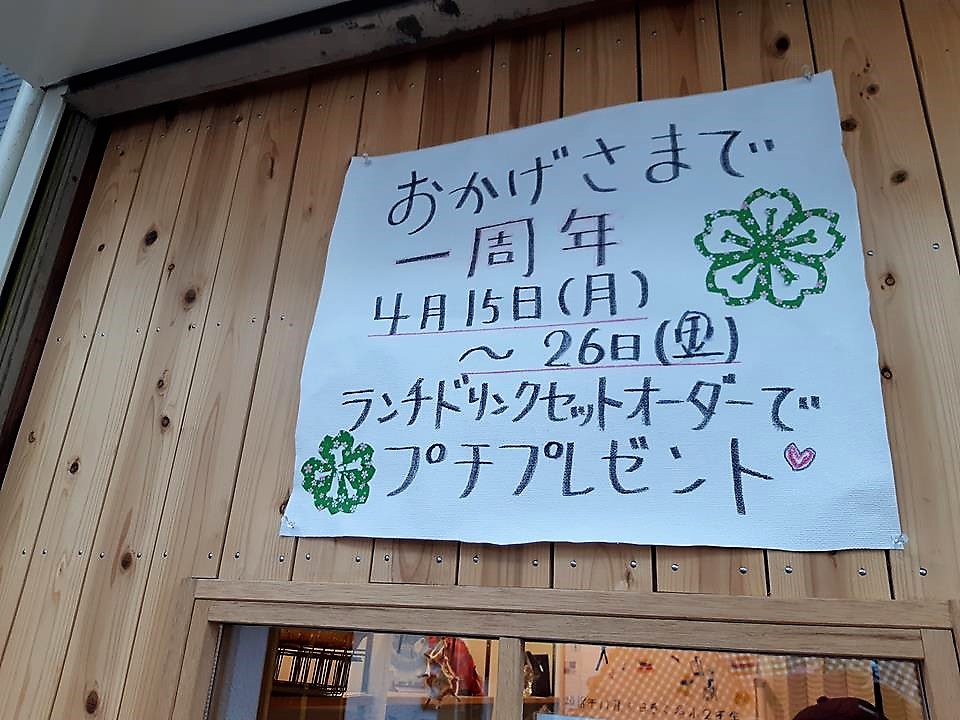 おかげさまで
一周年
4月15日(月)
～ 26日(金)
ランチドリンクセットオーダーで
プチプレゼント